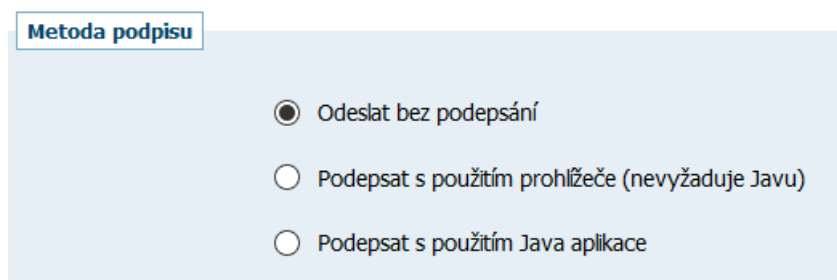 Metoda podpisu
Odeslat bez podepsání
Podepsat s použitím prohlížeče (nevyžaduje Javu)
Podepsat s použitím Java aplikace